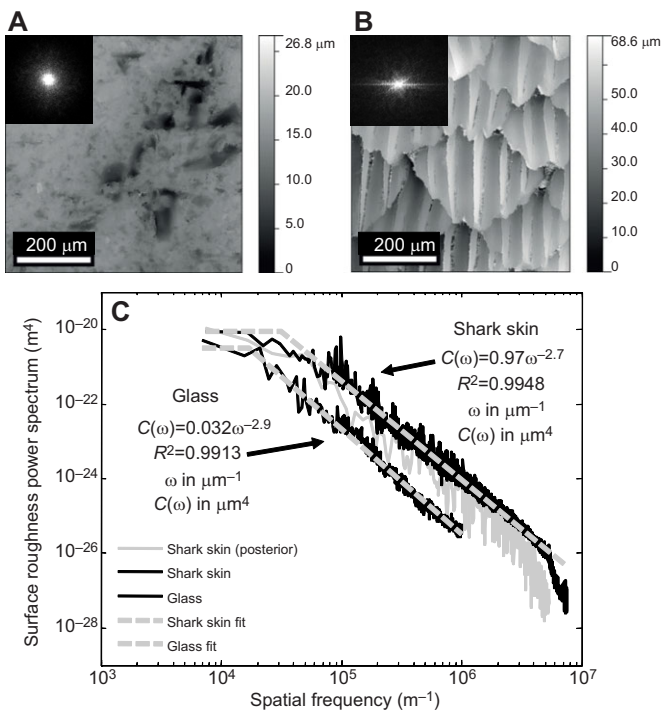 A
26.8 μm
20.0
10.0
5.0
0
200 μm
B
68.6 μm
50.0
40.0
30.0
20.0
10.0
0
200 μm
C
Surface roughness power spectrum (m⁴)
10⁻²⁰
10⁻²²
10⁻²⁴
10⁻²⁶
10⁻²⁸
Shark skin
C(ω)=0.97ω⁻²·⁷
R²=0.9948
ω in μm⁻¹
C(ω) in μm⁴
Glass
C(ω)=0.032ω⁻²·⁹
R²=0.9913
ω in μm⁻¹
C(ω) in μm⁴
Shark skin (posterior)
Shark skin
Glass
Shark skin fit
Glass fit
10³
10⁴
10⁵
10⁶
10⁷
Spatial frequency (m⁻¹)